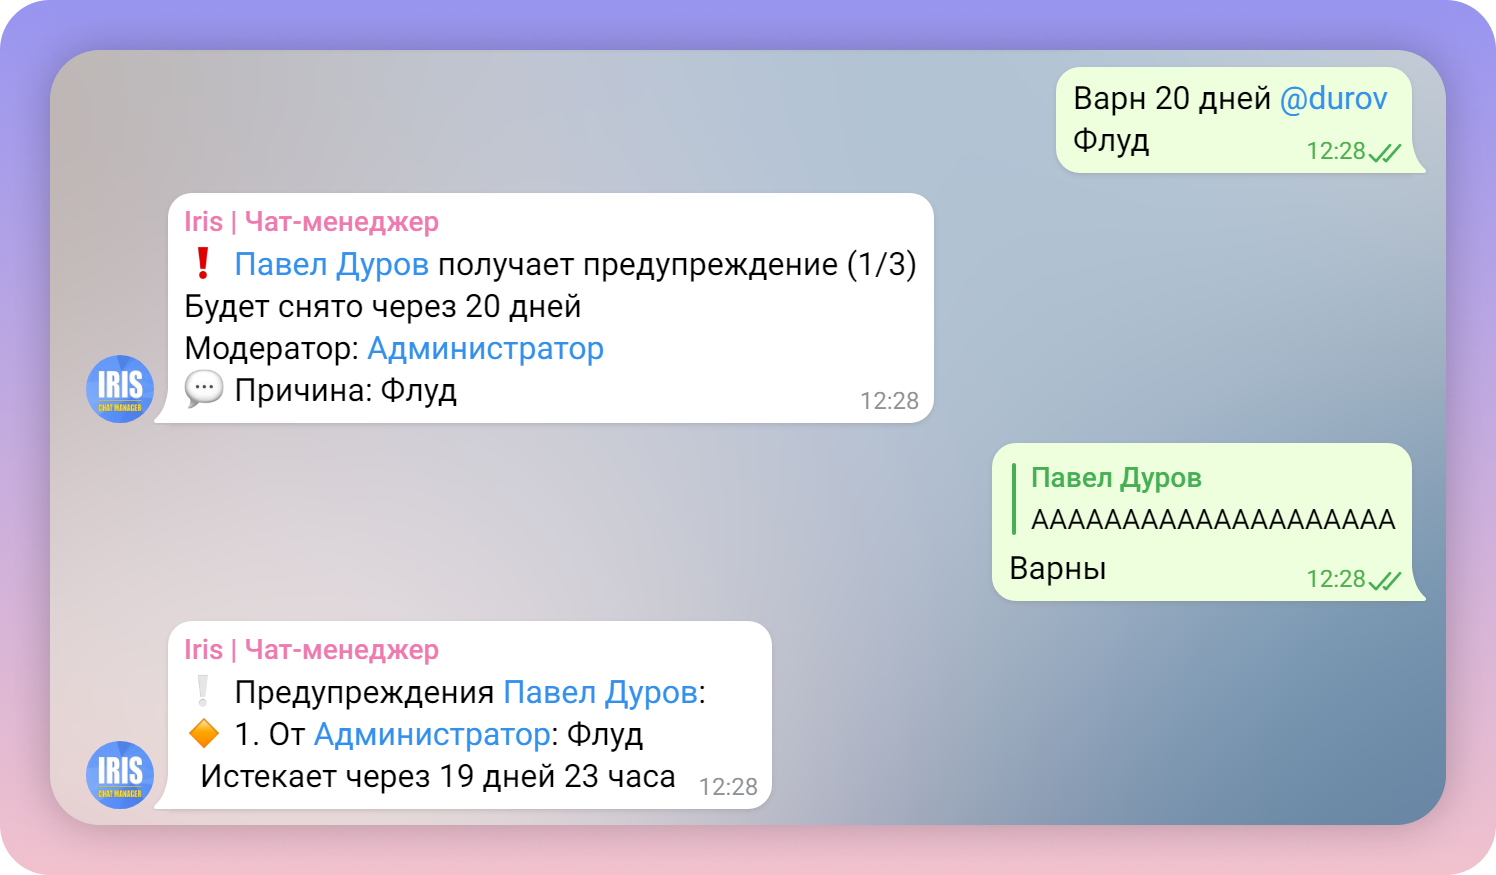 Варн 20 дней @durov
Флуд
12:28
Iris | Чат-менеджер
❗ Павел Дуров получает предупреждение (1/3)
Будет снято через 20 дней
Модератор: Администратор
💬 Причина: Флуд
12:28
IRIS
CHAT MANAGER
Павел Дуров
АААААААААААААААААААА
Варны
12:28
Iris | Чат-менеджер
❕ Предупреждения Павел Дуров:
🔸 1. От Администратор: Флуд
Истекает через 19 дней 23 часа
12:28
IRIS
CHAT MANAGER